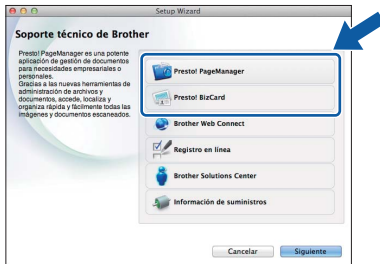 Setup Wizard
Soporte técnico de Brother
Presto! PageManager es una potente
aplicación de gestión de documentos
para necesidades empresariales o
personales.
Gracias a las nuevas herramientas de
administración de archivos y
documentos, accede, localiza y
organiza rápida y fácilmente todas las
imágenes y documentos escaneados.
Presto! PageManager
Presto! BizCard
Brother Web Connect
Registro en línea
Brother Solutions Center
Información de suministros
Cancelar
Siguiente